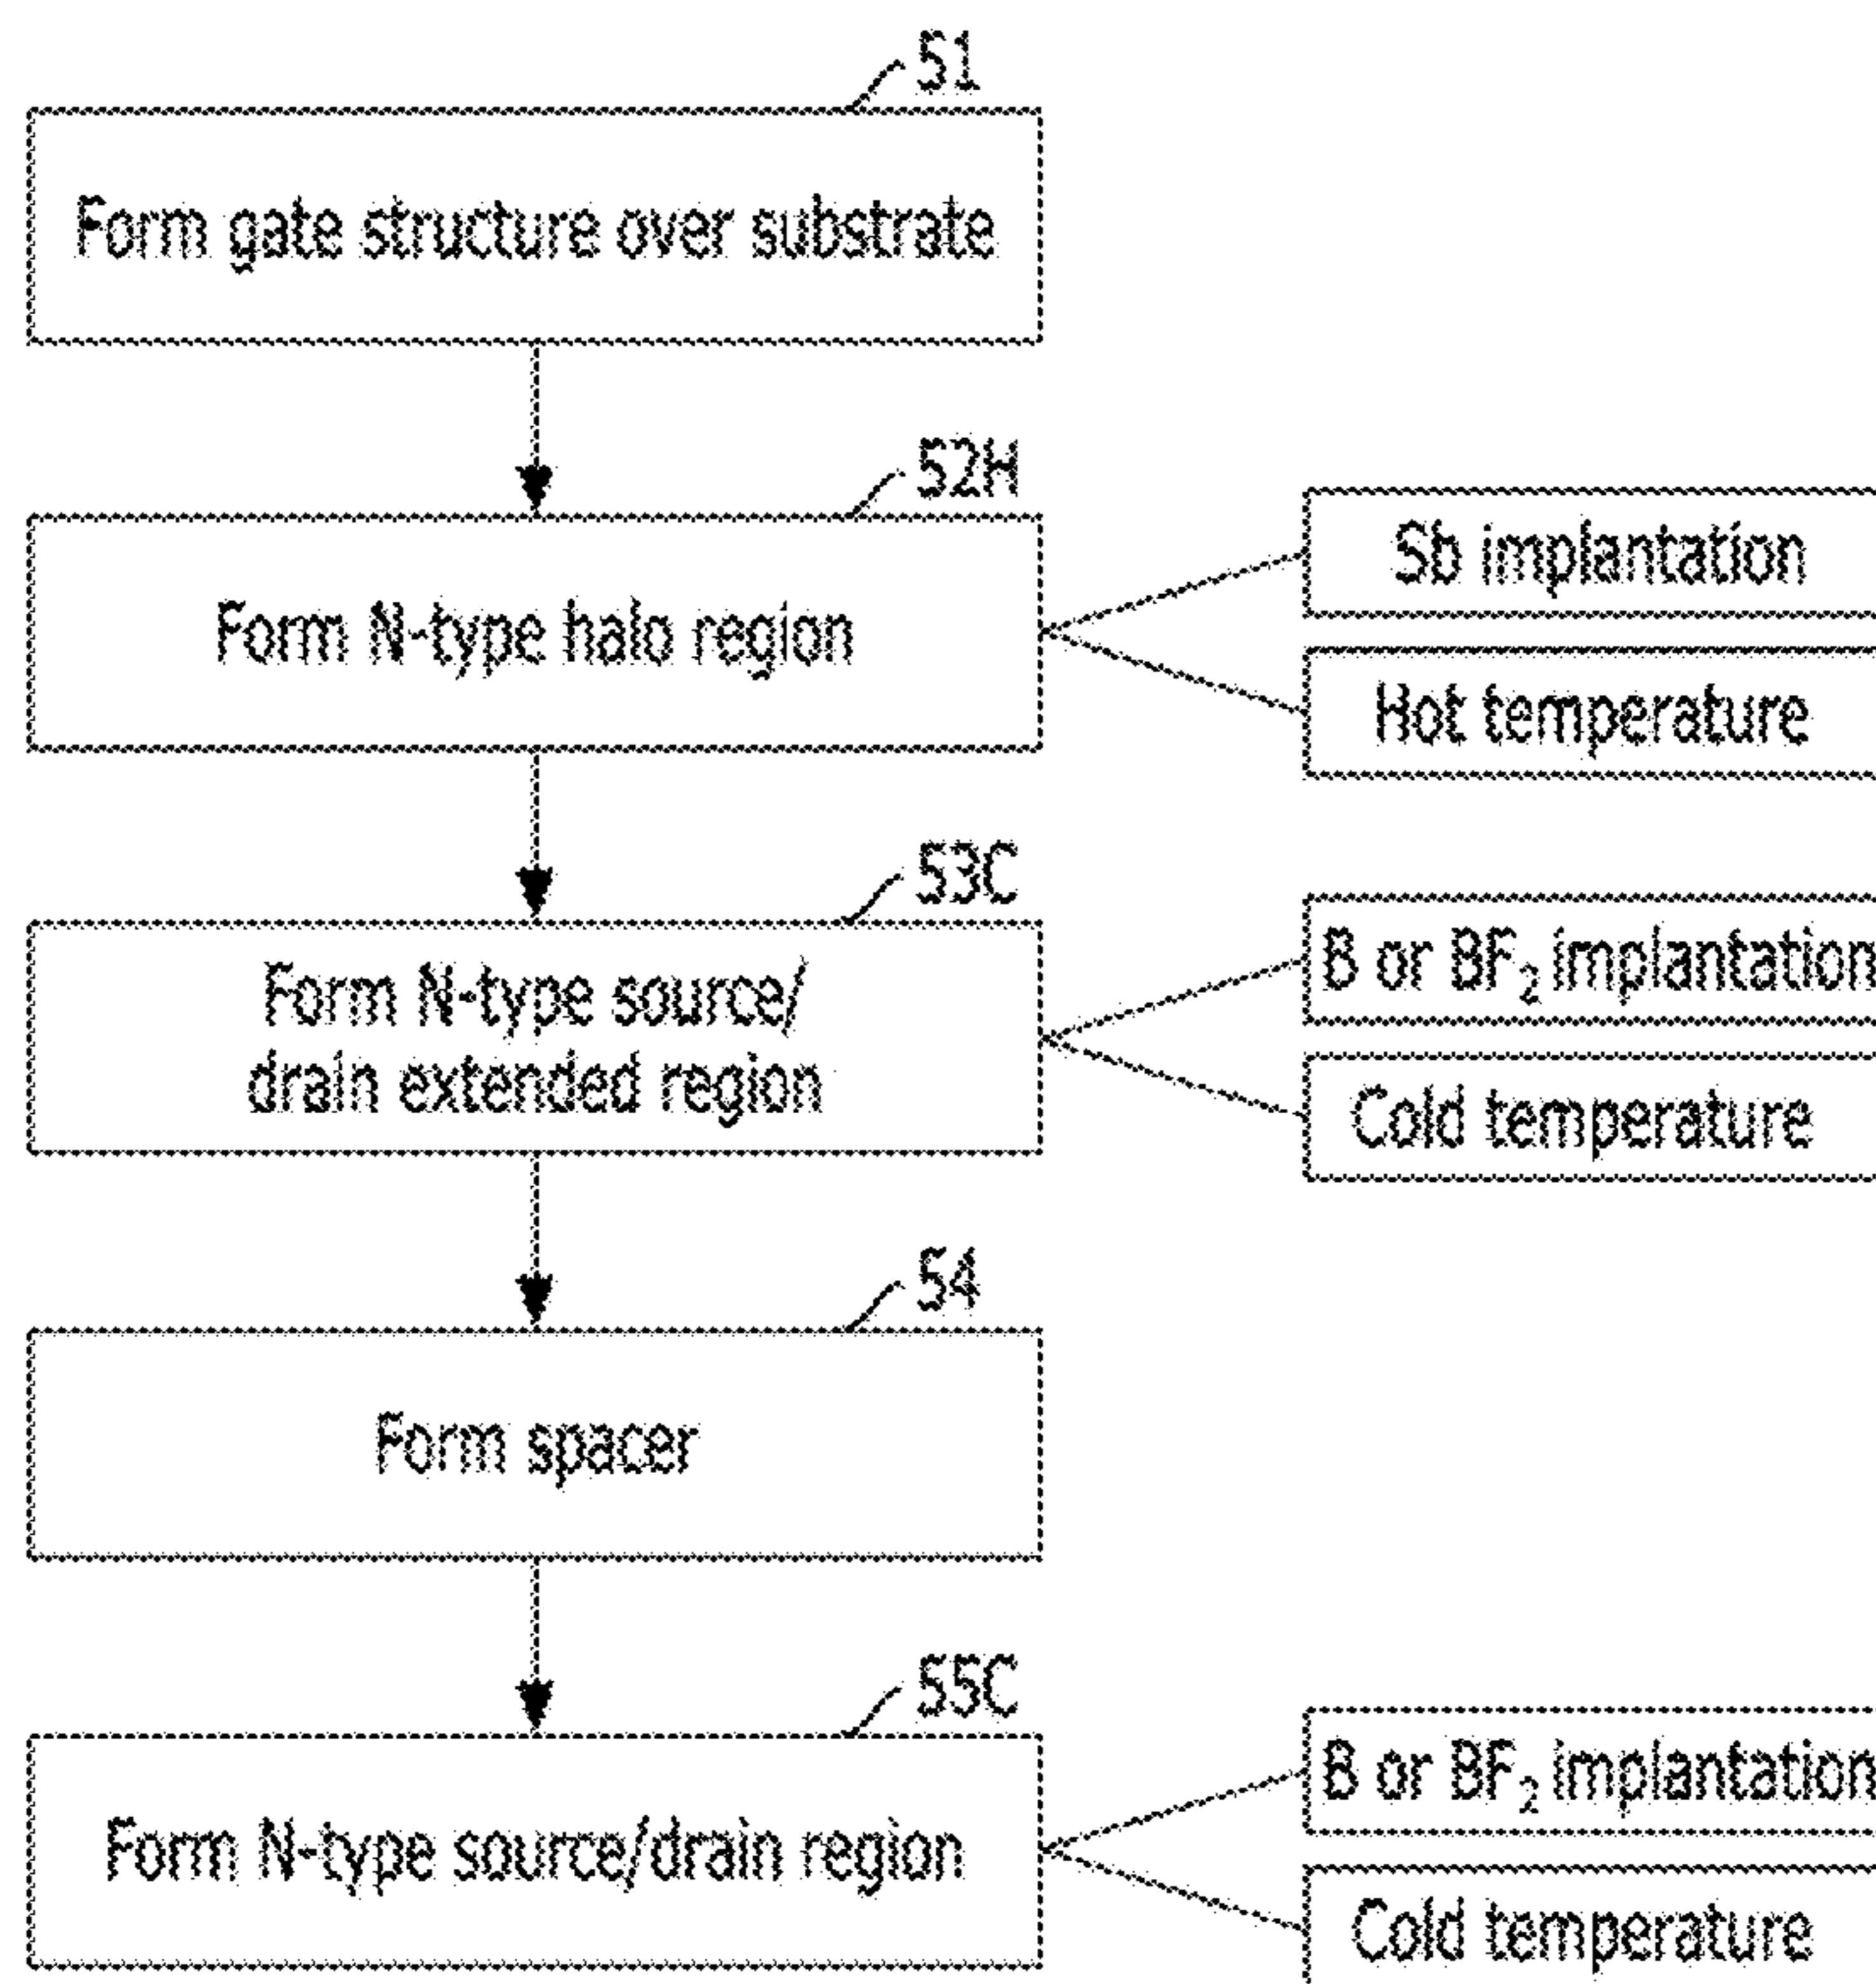 51
Form gate structure over substrate
52H
Form N-type halo region
Sb implantation
Hot temperature
53C
Form N-type source/
drain extended region
B or BF₂ implantation
Cold temperature
54
Form spacer
55C
Form N-type source/drain region
B or BF₂ implantation
Cold temperature